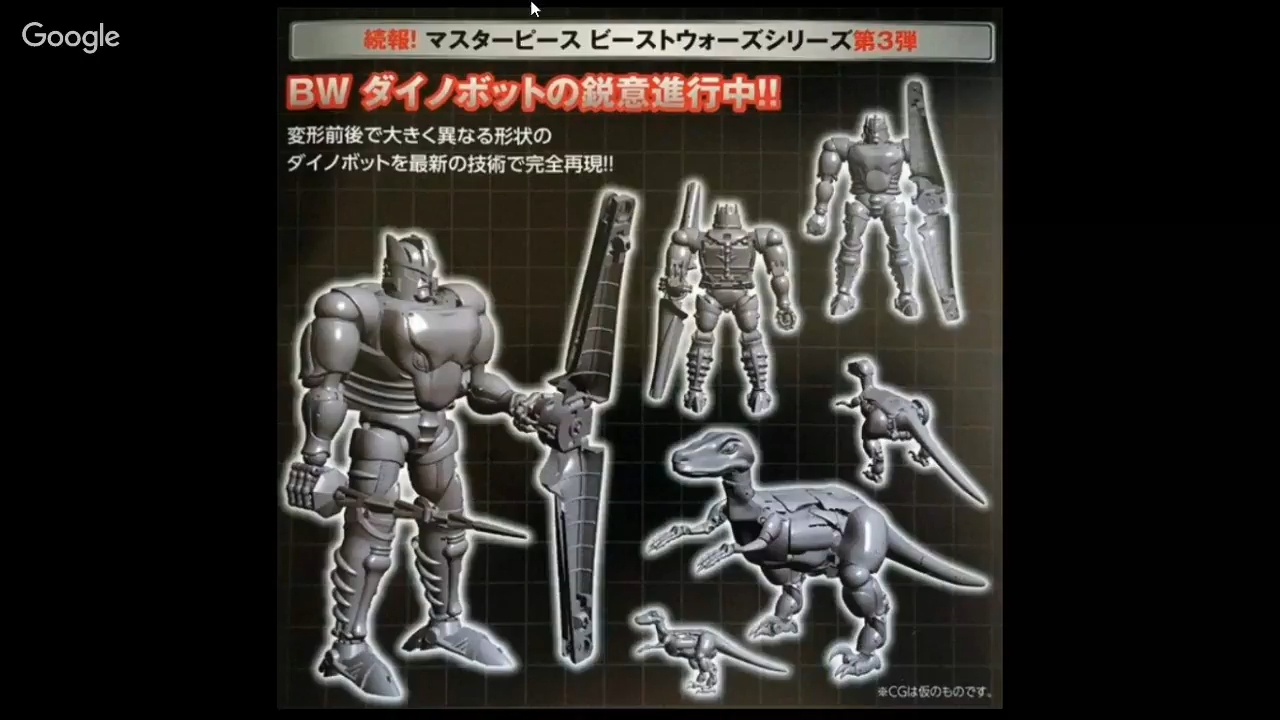 Google
続報! マスターピース ビーストウォーズシリーズ第3弾
BW ダイノボットの鋭意進行中!!
変形前後で大きく異なる形状の
ダイノボットを最新の技術で完全再現!!
※CGは仮のものです。